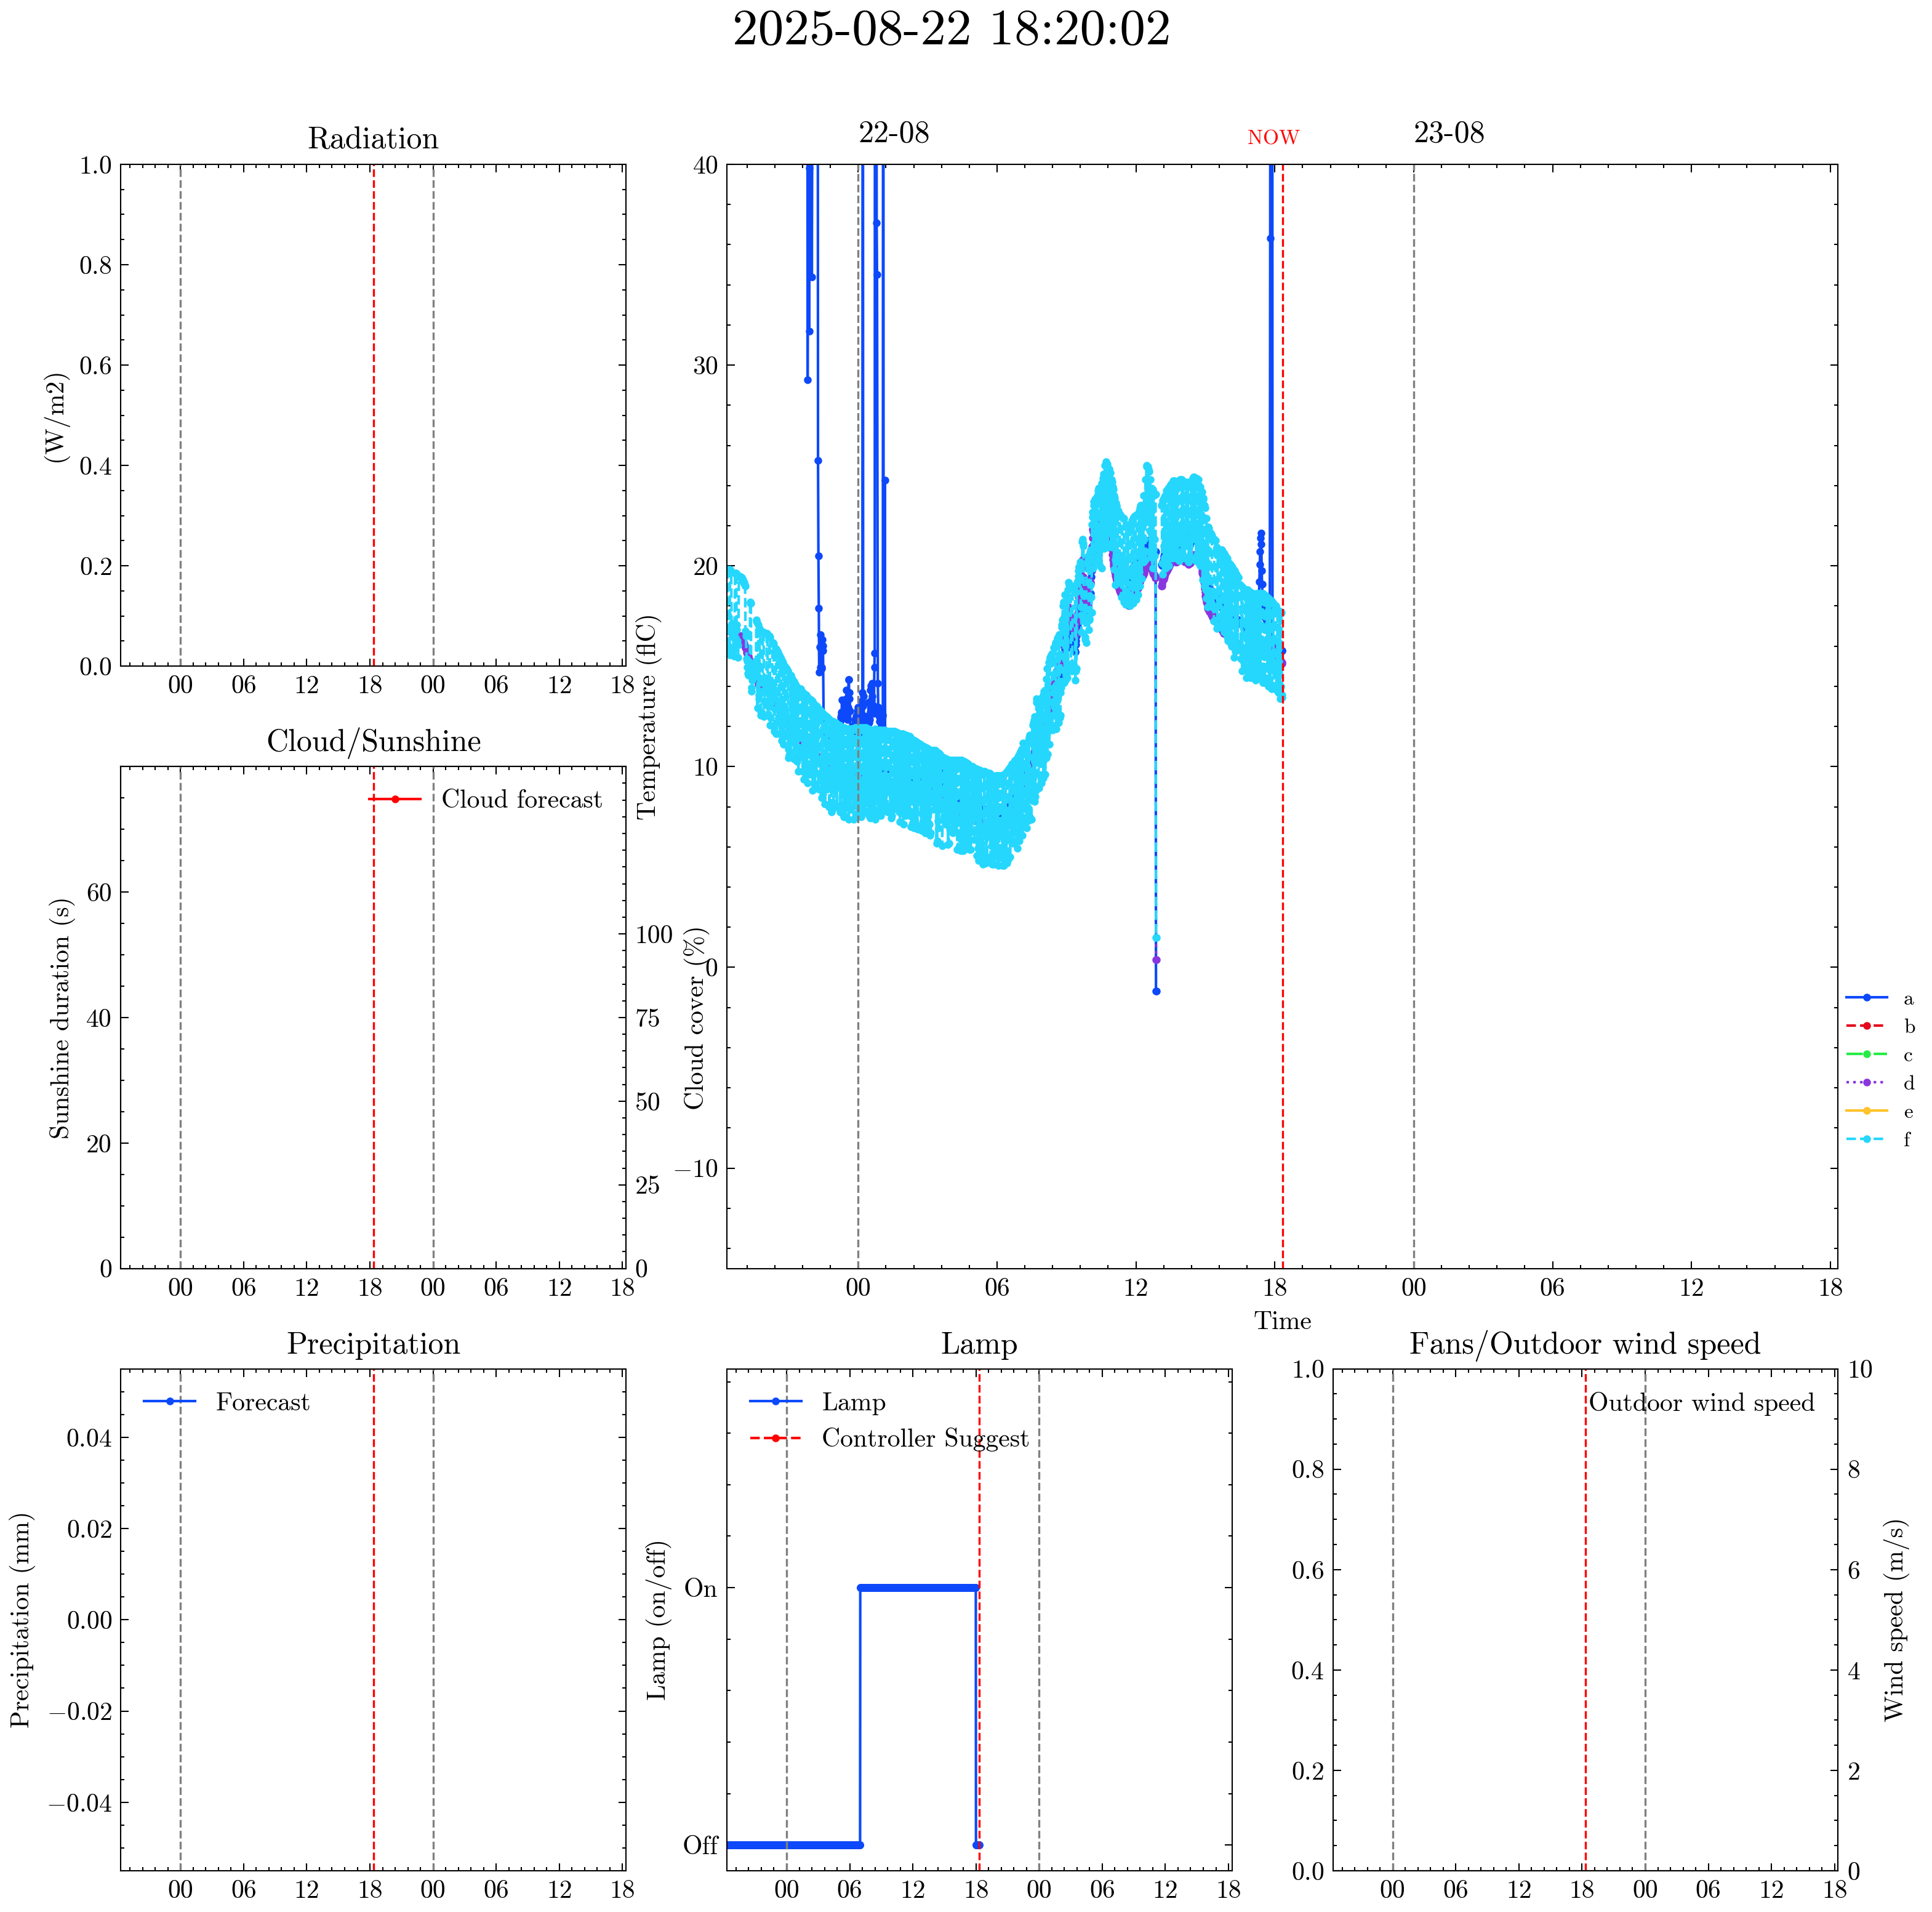 2025-08-22 18:20:02
Radiation
(W/m2)
1.0
0.8
0.6
0.4
0.2
0.0
00 06 12 18 00 06 12 18
22-08
NOW
23-08
Temperature (flC)
40
30
20
10
0
−10
00 06 12 18 00 06 12 18
Time
a
b
c
d
e
f
Cloud/Sunshine
Cloud forecast
Sunshine duration (s)
60
40
20
0
Cloud cover (%)
100
75
50
25
0
00 06 12 18 00 06 12 18
Precipitation
Forecast
Precipitation (mm)
0.04
0.02
0.00
−0.02
−0.04
00 06 12 18 00 06 12 18
Lamp
Lamp
Controller Suggest
Lamp (on/off)
On
Off
00 06 12 18 00 06 12 18
Fans/Outdoor wind speed
Outdoor wind speed
1.0
0.8
0.6
0.4
0.2
0.0
Wind speed (m/s)
10
8
6
4
2
0
00 06 12 18 00 06 12 18